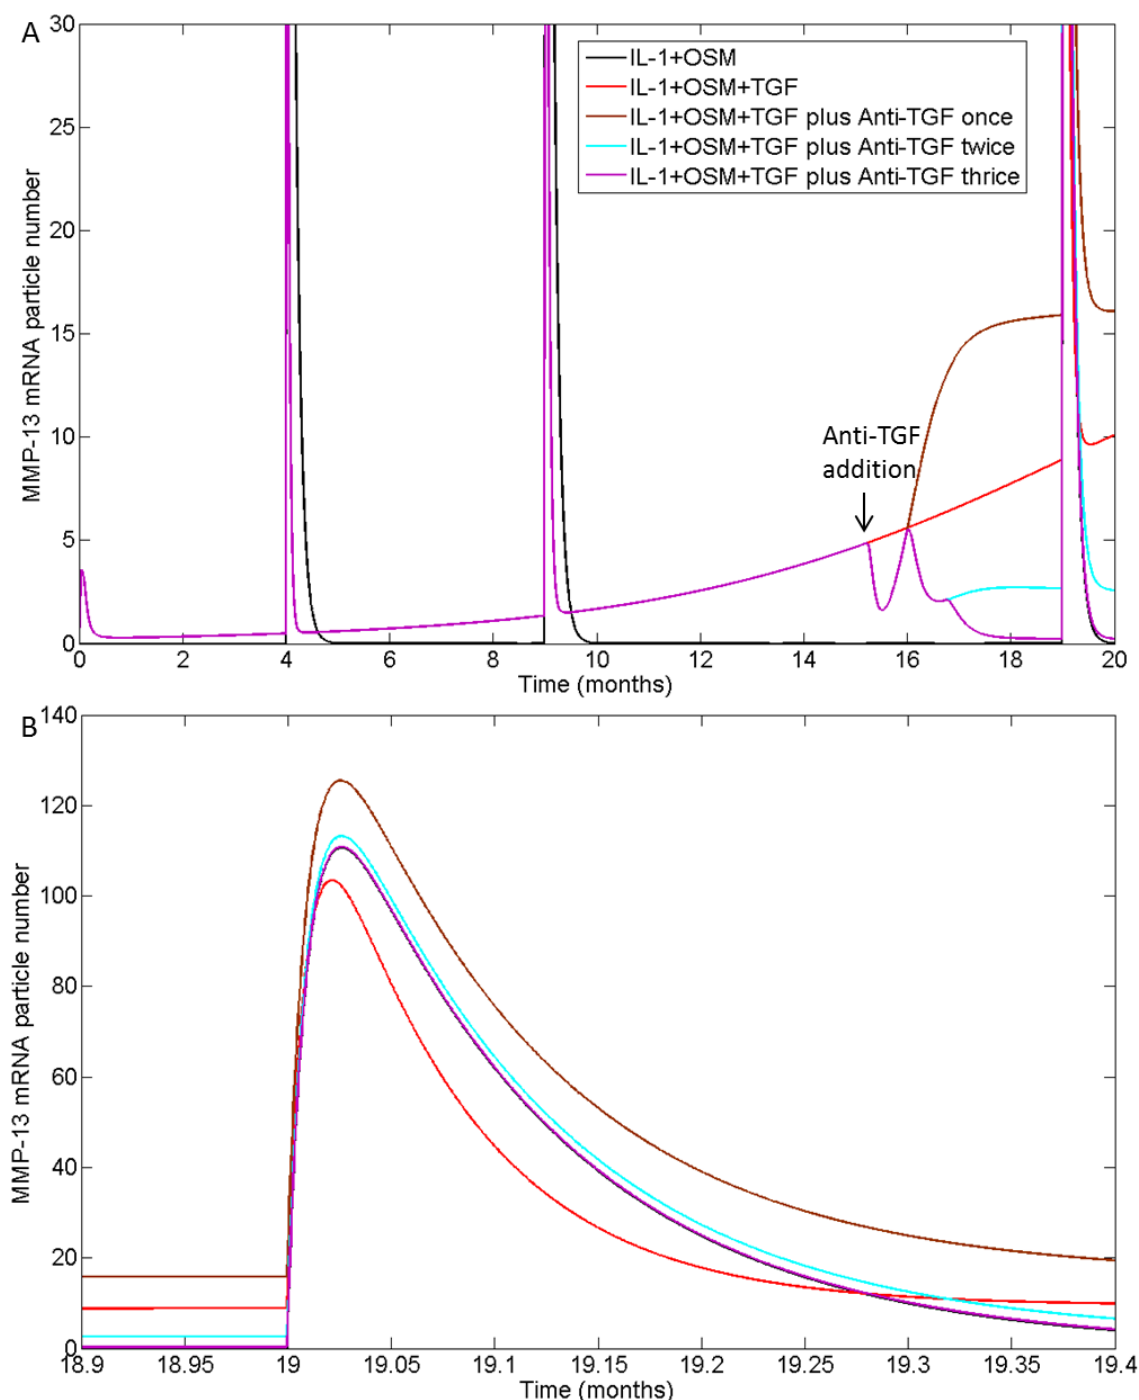 A
30
25
20
15
10
5
0
MMP-13 mRNA particle number
IL-1+OSM
IL-1+OSM+TGF
IL-1+OSM+TGF plus Anti-TGF once
IL-1+OSM+TGF plus Anti-TGF twice
IL-1+OSM+TGF plus Anti-TGF thrice
Anti-TGF
addition
0 2 4 6 8 10 12 14 16 18 20
Time (months)
B
140
120
100
80
60
40
20
0
MMP-13 mRNA particle number
18.9 18.95 19 19.05 19.1 19.15 19.2 19.25 19.3 19.35 19.4
Time (months)